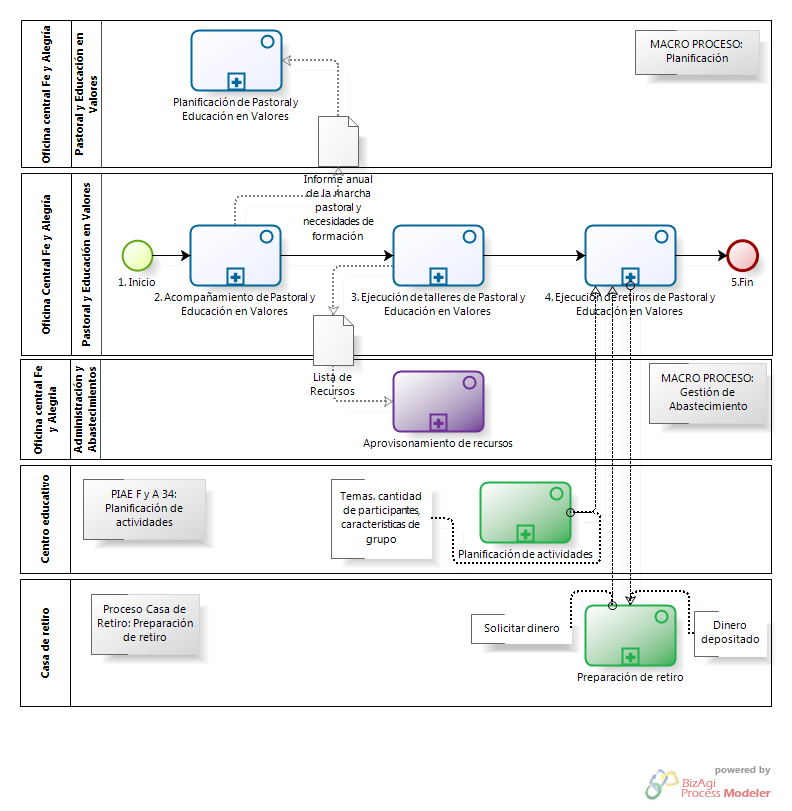 Oficina central Fe y Alegría
Pastoral y Educación en
Valores
Planificación de Pastoral y
Educación en Valores
MACRO PROCESO:
Planificación
Informe anual
de la marcha
pastoral y
necesidades de
formación
Oficina Central Fe y Alegría
Pastoral y Educación en Valores
1. Inicio
2. Acompañamiento de Pastoral y
Educación en Valores
3. Ejecución de talleres de Pastoral y
Educación en Valores
4. Ejecución de retiros de Pastoral y
Educación en Valores
5.Fin
Lista de
Recursos
Oficina central Fe
y Alegria
Administración y
Abastecimientos
Aprovisonamiento de recursos
MACRO PROCESO:
Gestión de
Abastecimiento
Centro educativo
PIAE F y A 34:
Planificación de
actividades
Temas. cantidad
de participantes,
características de
grupo
Planificación de actividades
Casa de retiro
Proceso Casa de
Retiro: Preparación
de retiro
Solicitar dinero
Dinero
depositado
Preparación de retiro
powered by
BizAgi
Process Modeler